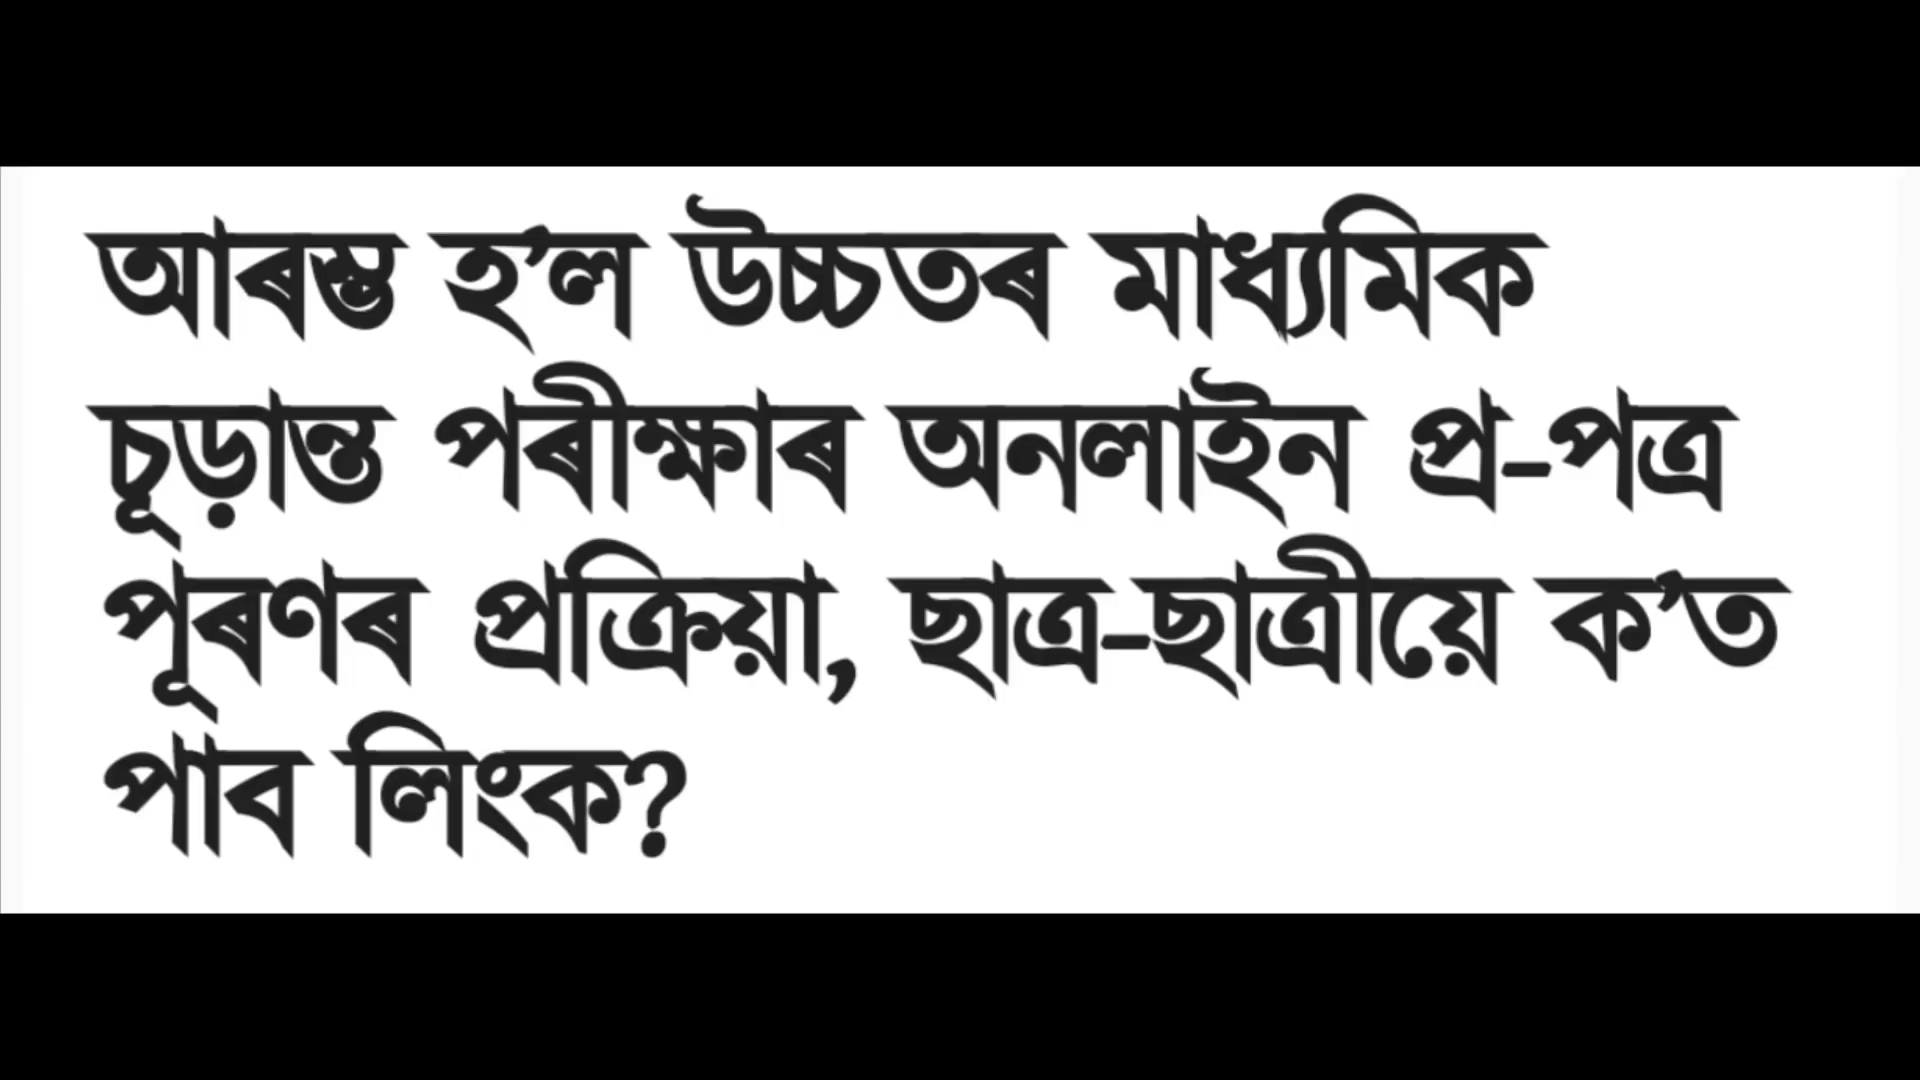 আৰম্ভ হ’ল উচ্চতৰ মাধ্যমিক
চূড়ান্ত পৰীক্ষাৰ অনলাইন প্ৰ-পত্ৰ
পূৰণৰ প্ৰক্ৰিয়া, ছাত্ৰ-ছাত্ৰীয়ে ক’ত
পাব লিংক?